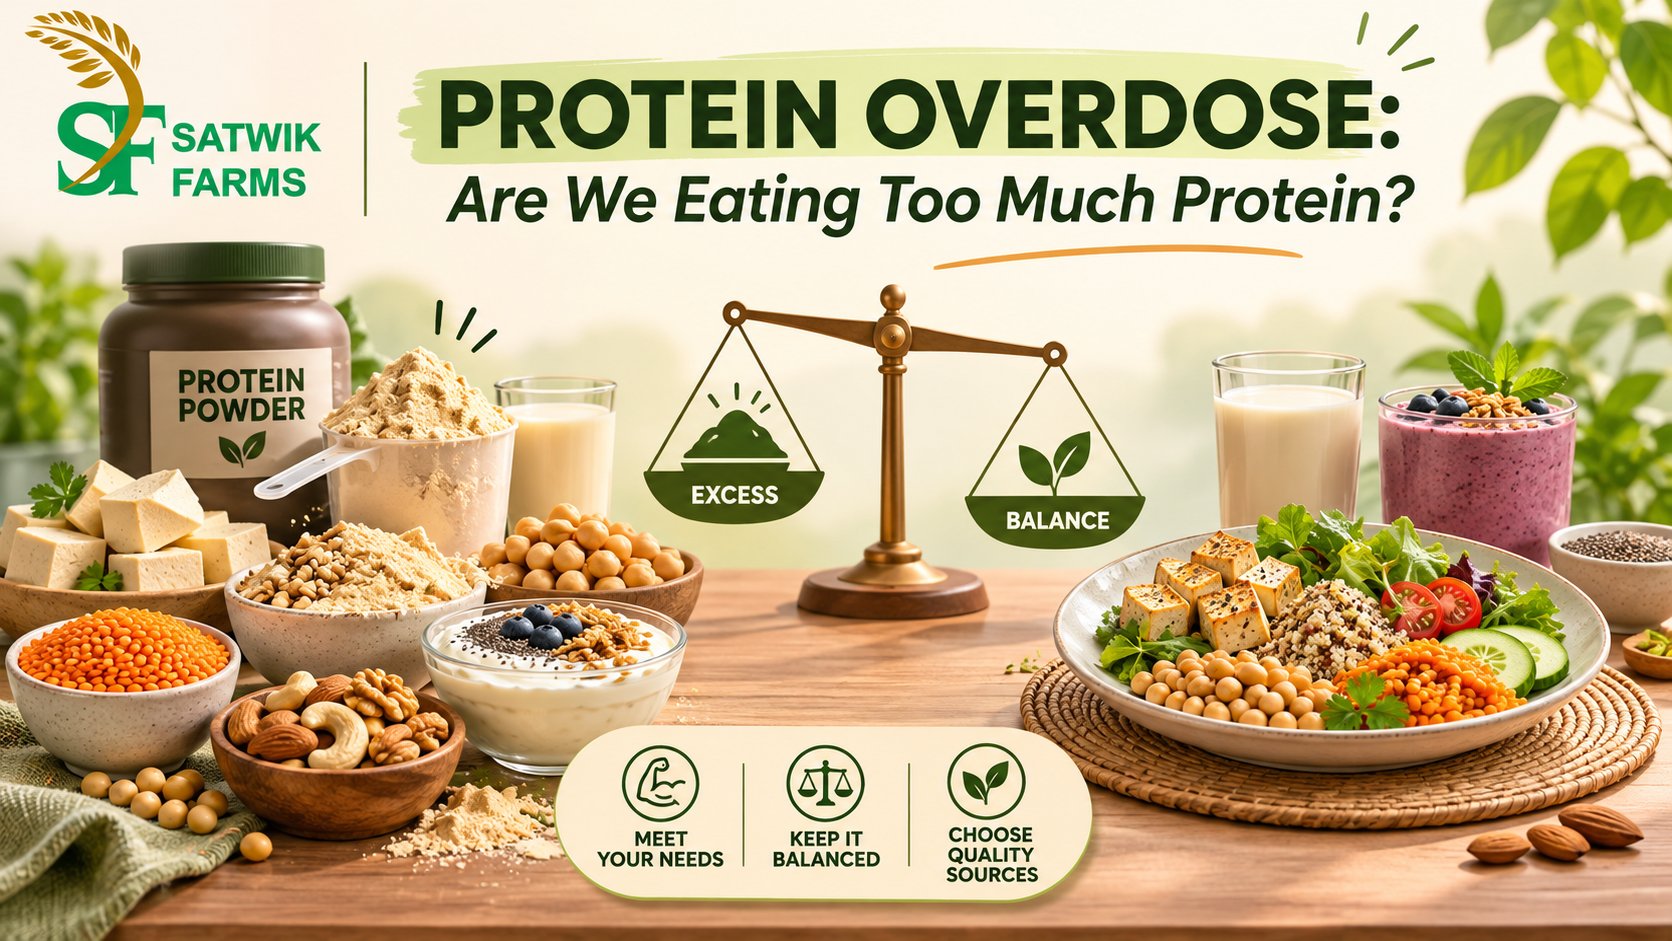 SF
SATWIK
FARMS
PROTEIN OVERDOSE:
Are We Eating Too Much Protein?
PROTEIN
POWDER
EXCESS
BALANCE
MEET
YOUR NEEDS
KEEP IT
BALANCED
CHOOSE
QUALITY
SOURCES